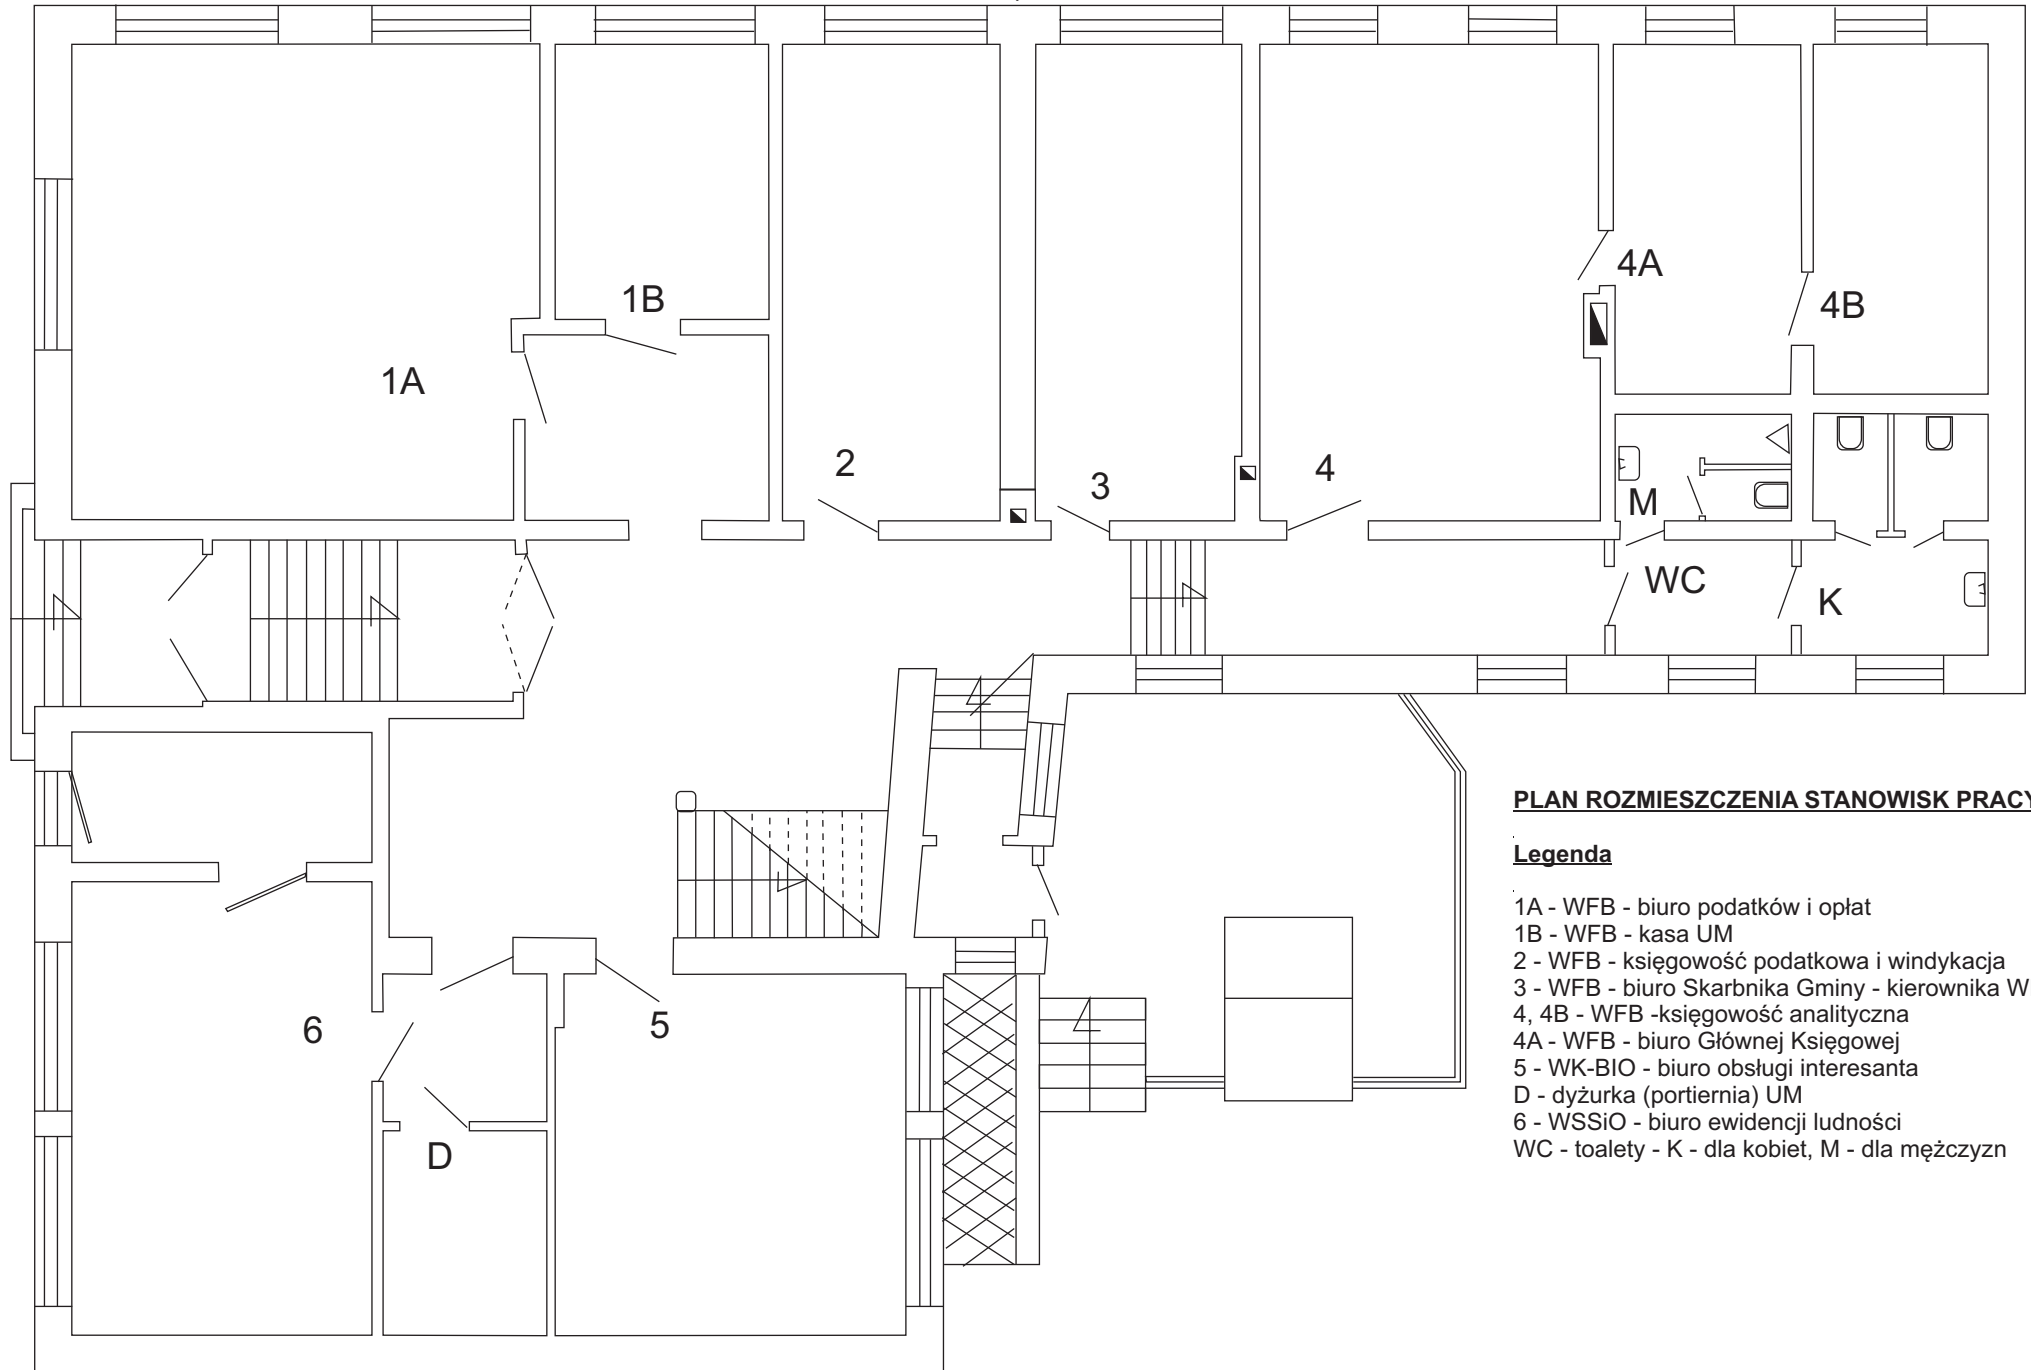 1A
1B
2
3
4
4A
4B
M
WC
K
6
5
D
PLAN ROZMIESZCZENIA STANOWISK PRACY
Legenda
1A - WFB - biuro podatków i opłat
1B - WFB - kasa UM
2 - WFB - księgowość podatkowa i windykacja
3 - WFB - biuro Skarbnika Gminy - kierownika W
4, 4B - WFB -księgowość analityczna
4A - WFB - biuro Głównej Księgowej
5 - WK-BIO - biuro obsługi interesanta
D - dyżurka (portiernia) UM
6 - WSSiO - biuro ewidencji ludności
WC - toalety - K - dla kobiet, M - dla mężczyzn